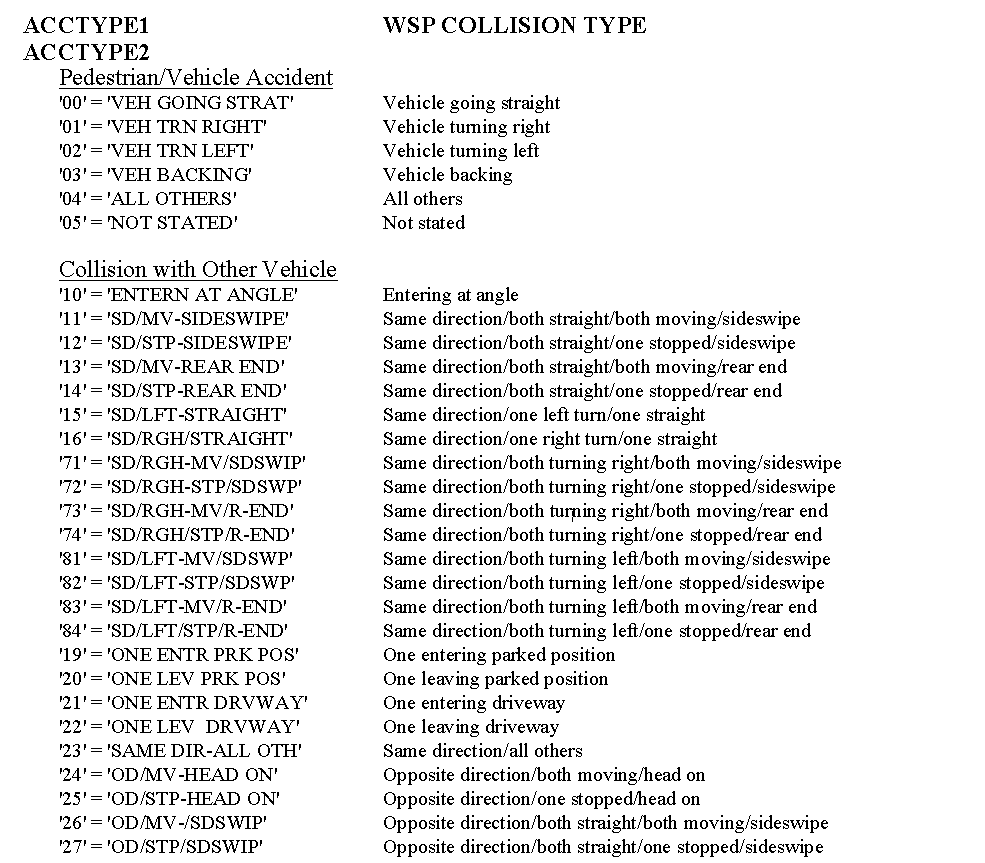 ACCTYPE1 WSP COLLISION TYPE
ACCTYPE2
Pedestrian/Vehicle Accident
'00' = 'VEH GOING STRAT' Vehicle going straight
'01' = 'VEH TRN RIGHT' Vehicle turning right
'02' = 'VEH TRN LEFT' Vehicle turning left
'03' = 'VEH BACKING' Vehicle backing
'04' = 'ALL OTHERS' All others
'05' = 'NOT STATED' Not stated
Collision with Other Vehicle
'10' = 'ENTERN AT ANGLE' Entering at angle
'11' = 'SD/MV-SIDESWIPE' Same direction/both straight/both moving/sideswipe
'12' = 'SD/STP-SIDESWIPE' Same direction/both straight/one stopped/sideswipe
'13' = 'SD/MV-REAR END' Same direction/both straight/both moving/rear end
'14' = 'SD/STP-REAR END' Same direction/both straight/one stopped/rear end
'15' = 'SD/LFT-STRAIGHT' Same direction/one left turn/one straight
'16' = 'SD/RGH/STRAIGHT' Same direction/one right turn/one straight
'71' = 'SD/RGH-MV/SDSWIP' Same direction/both turning right/both moving/sideswipe
'72' = 'SD/RGH-STP/SDSWP' Same direction/both turning right/one stopped/sideswipe
'73' = 'SD/RGH-MV/R-END' Same direction/both turning right/both moving/rear end
'74' = 'SD/RGH/STP/R-END' Same direction/both turning right/one stopped/rear end
'81' = 'SD/LFT-MV/SDSWP' Same direction/both turning left/both moving/sideswipe
'82' = 'SD/LFT-STP/SDSWP' Same direction/both turning left/one stopped/sideswipe
'83' = 'SD/LFT-MV/R-END' Same direction/both turning left/both moving/rear end
'84' = 'SD/LFT/STP/R-END' Same direction/both turning left/one stopped/rear end
'19' = 'ONE ENTR PRK POS' One entering parked position
'20' = 'ONE LEV PRK POS' One leaving parked position
'21' = 'ONE ENTR DRVWAY' One entering driveway
'22' = 'ONE LEV  DRVWAY' One leaving driveway
'23' = 'SAME DIR-ALL OTH' Same direction/all others
'24' = 'OD/MV-HEAD ON' Opposite direction/both moving/head on
'25' = 'OD/STP-HEAD ON' Opposite direction/one stopped/head on
'26' = 'OD/MV-/SDSWIP' Opposite direction/both straight/both moving/sideswipe
'27' = 'OD/STP/SDSWIP' Opposite direction/both straight/one stopped/sideswipe